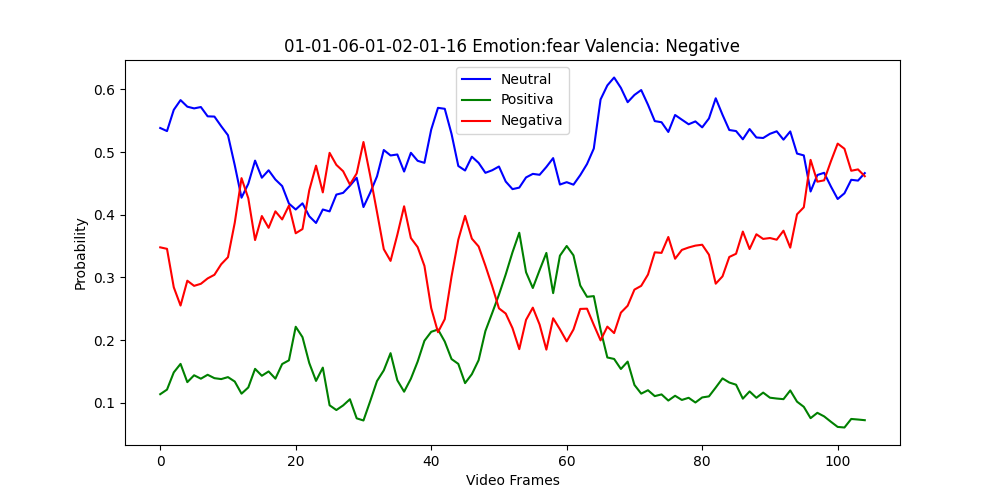 01-01-06-01-02-01-16 Emotion:fear Valencia: Negative
Neutral
Positiva
Negativa
Probability
0.6
0.5
0.4
0.3
0.2
0.1
0 20 40 60 80 100
Video Frames